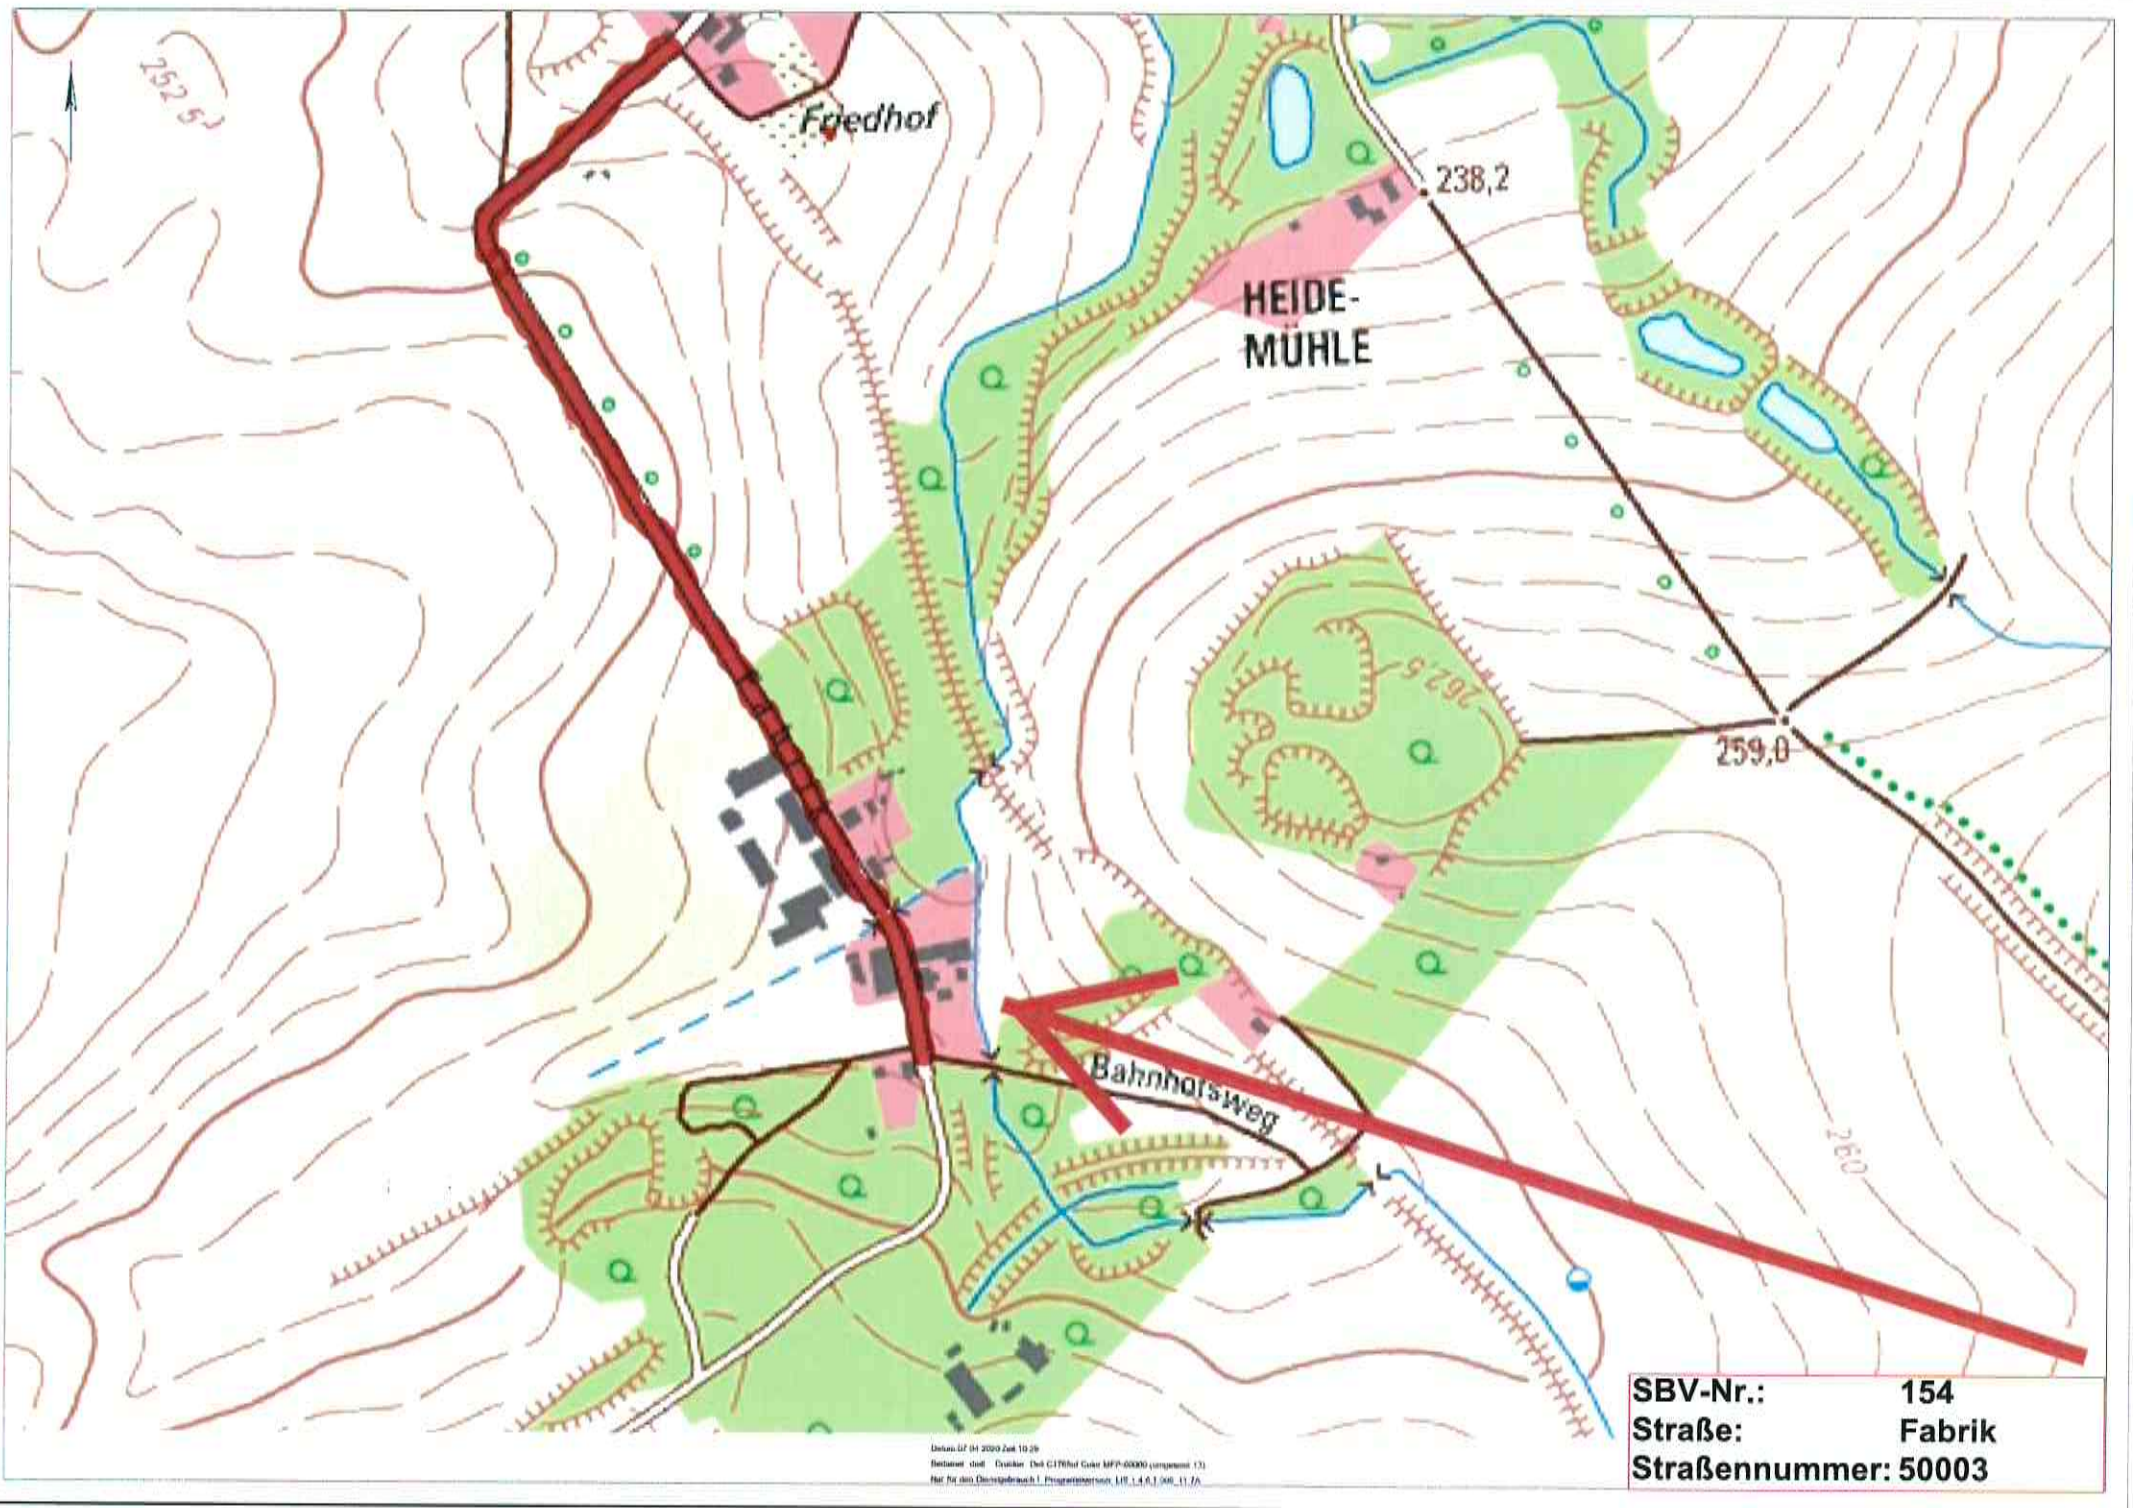 252,5
Friedhof
238,2
HEIDE-
MÜHLE
262,5
259,0
Bahnhofsweg
260
SBV-Nr.: 154
Straße: Fabrik
Straßennummer: 50003